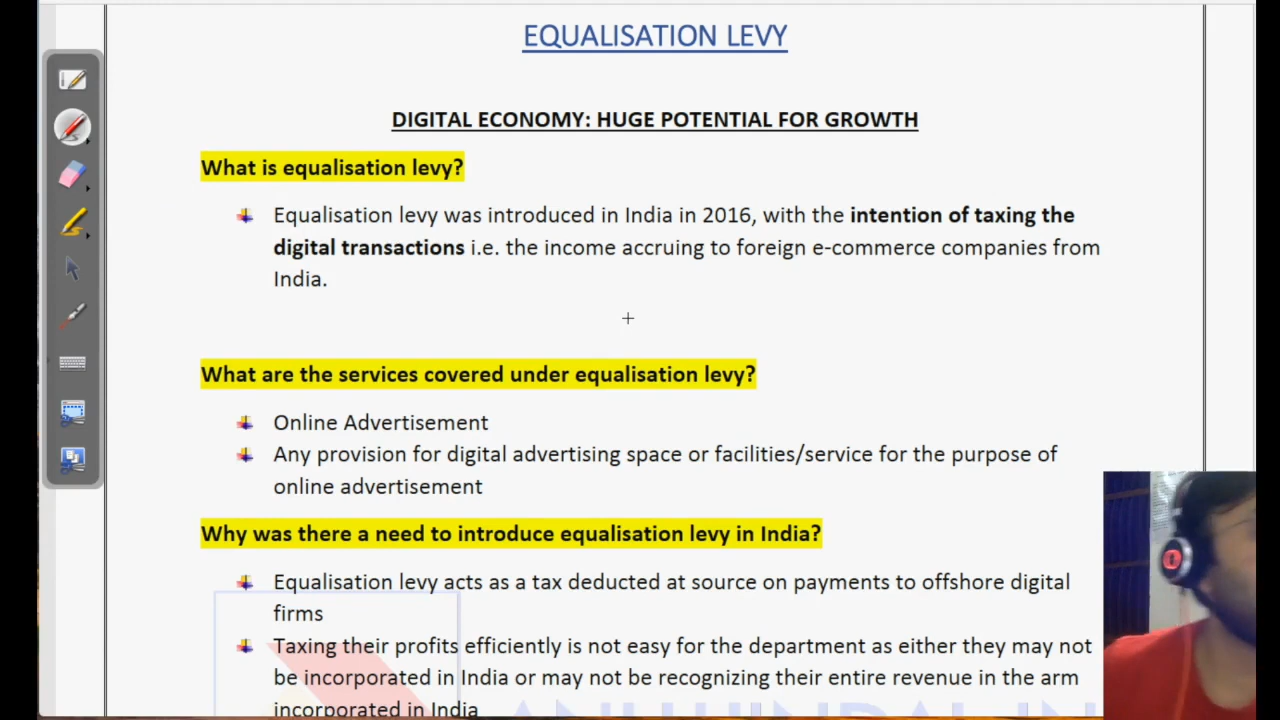 EQUALISATION LEVY
DIGITAL ECONOMY: HUGE POTENTIAL FOR GROWTH
What is equalisation levy?
Equalisation levy was introduced in India in 2016, with the intention of taxing the
digital transactions i.e. the income accruing to foreign e-commerce companies from
India.
What are the services covered under equalisation levy?
Online Advertisement
Any provision for digital advertising space or facilities/service for the purpose of
online advertisement
Why was there a need to introduce equalisation levy in India?
Equalisation levy acts as a tax deducted at source on payments to offshore digital
firms
Taxing their profits efficiently is not easy for the department as either they may not
be incorporated in India or may not be recognizing their entire revenue in the arm
incorporated in India